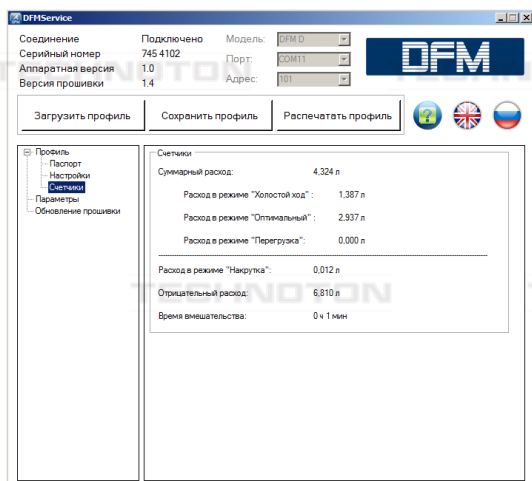 DFMService
Соединение Подключено Модель: DFM D
Серийный номер 745 4102 Порт: COM11
Аппаратная версия 1.0
Версия прошивки 1.4 Адрес: 101
DFM
Загрузить профиль Сохранить профиль Распечатать профиль
Профиль
Паспорт
Настройки
Счетчики
Параметры
Обновление прошивки
Счетчики
Суммарный расход: 4,324 л
Расход в режиме "Холостой ход" : 1,387 л
Расход в режиме "Оптимальный" : 2,937 л
Расход в режиме "Перегрузка": 0,000 л
Расход в режиме "Накрутка": 0,012 л
Отрицательный расход: 6,810 л
Время вмешательства: 0 ч 1 мин
TECHNOTON